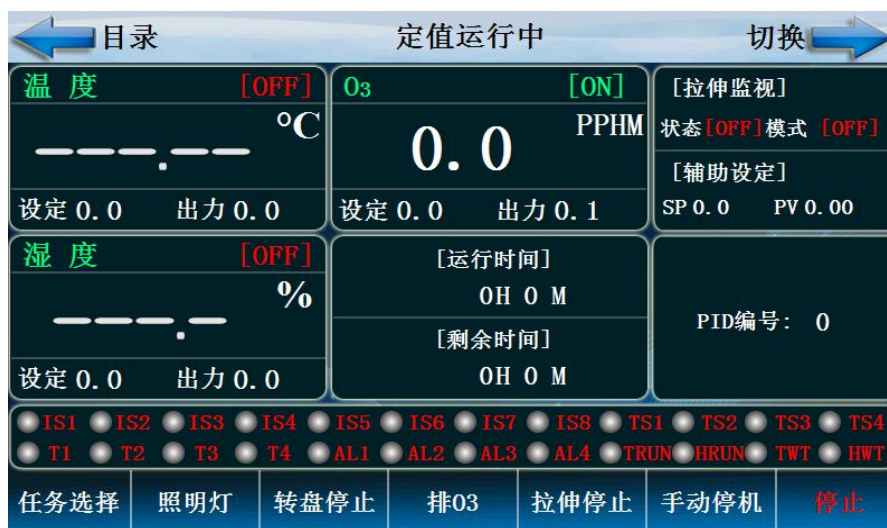 目录 定值运行中 切换
温 度 [OFF] O3 [ON] [拉伸监视]
°C PPHM 状态[OFF]模式 [OFF]
---.-- 0.0 [辅助设定]
设定 0.0 出力 0.0 设定 0.0 出力 0.1 SP 0.0 PV 0.00
湿 度 [OFF] [运行时间]
% 0H 0 M
----.- [剩余时间] PID编号: 0
设定 0.0 出力 0.0 0H 0 M
IS1 IS2 IS3 IS4 IS5 IS6 IS7 IS8 TS1 TS2 TS3 TS4
T1 T2 T3 T4 AL1 AL2 AL3 AL4 TRUN HRUN TWT HWT
任务选择 照明灯 转盘停止 排03 拉伸停止 手动停机 停止